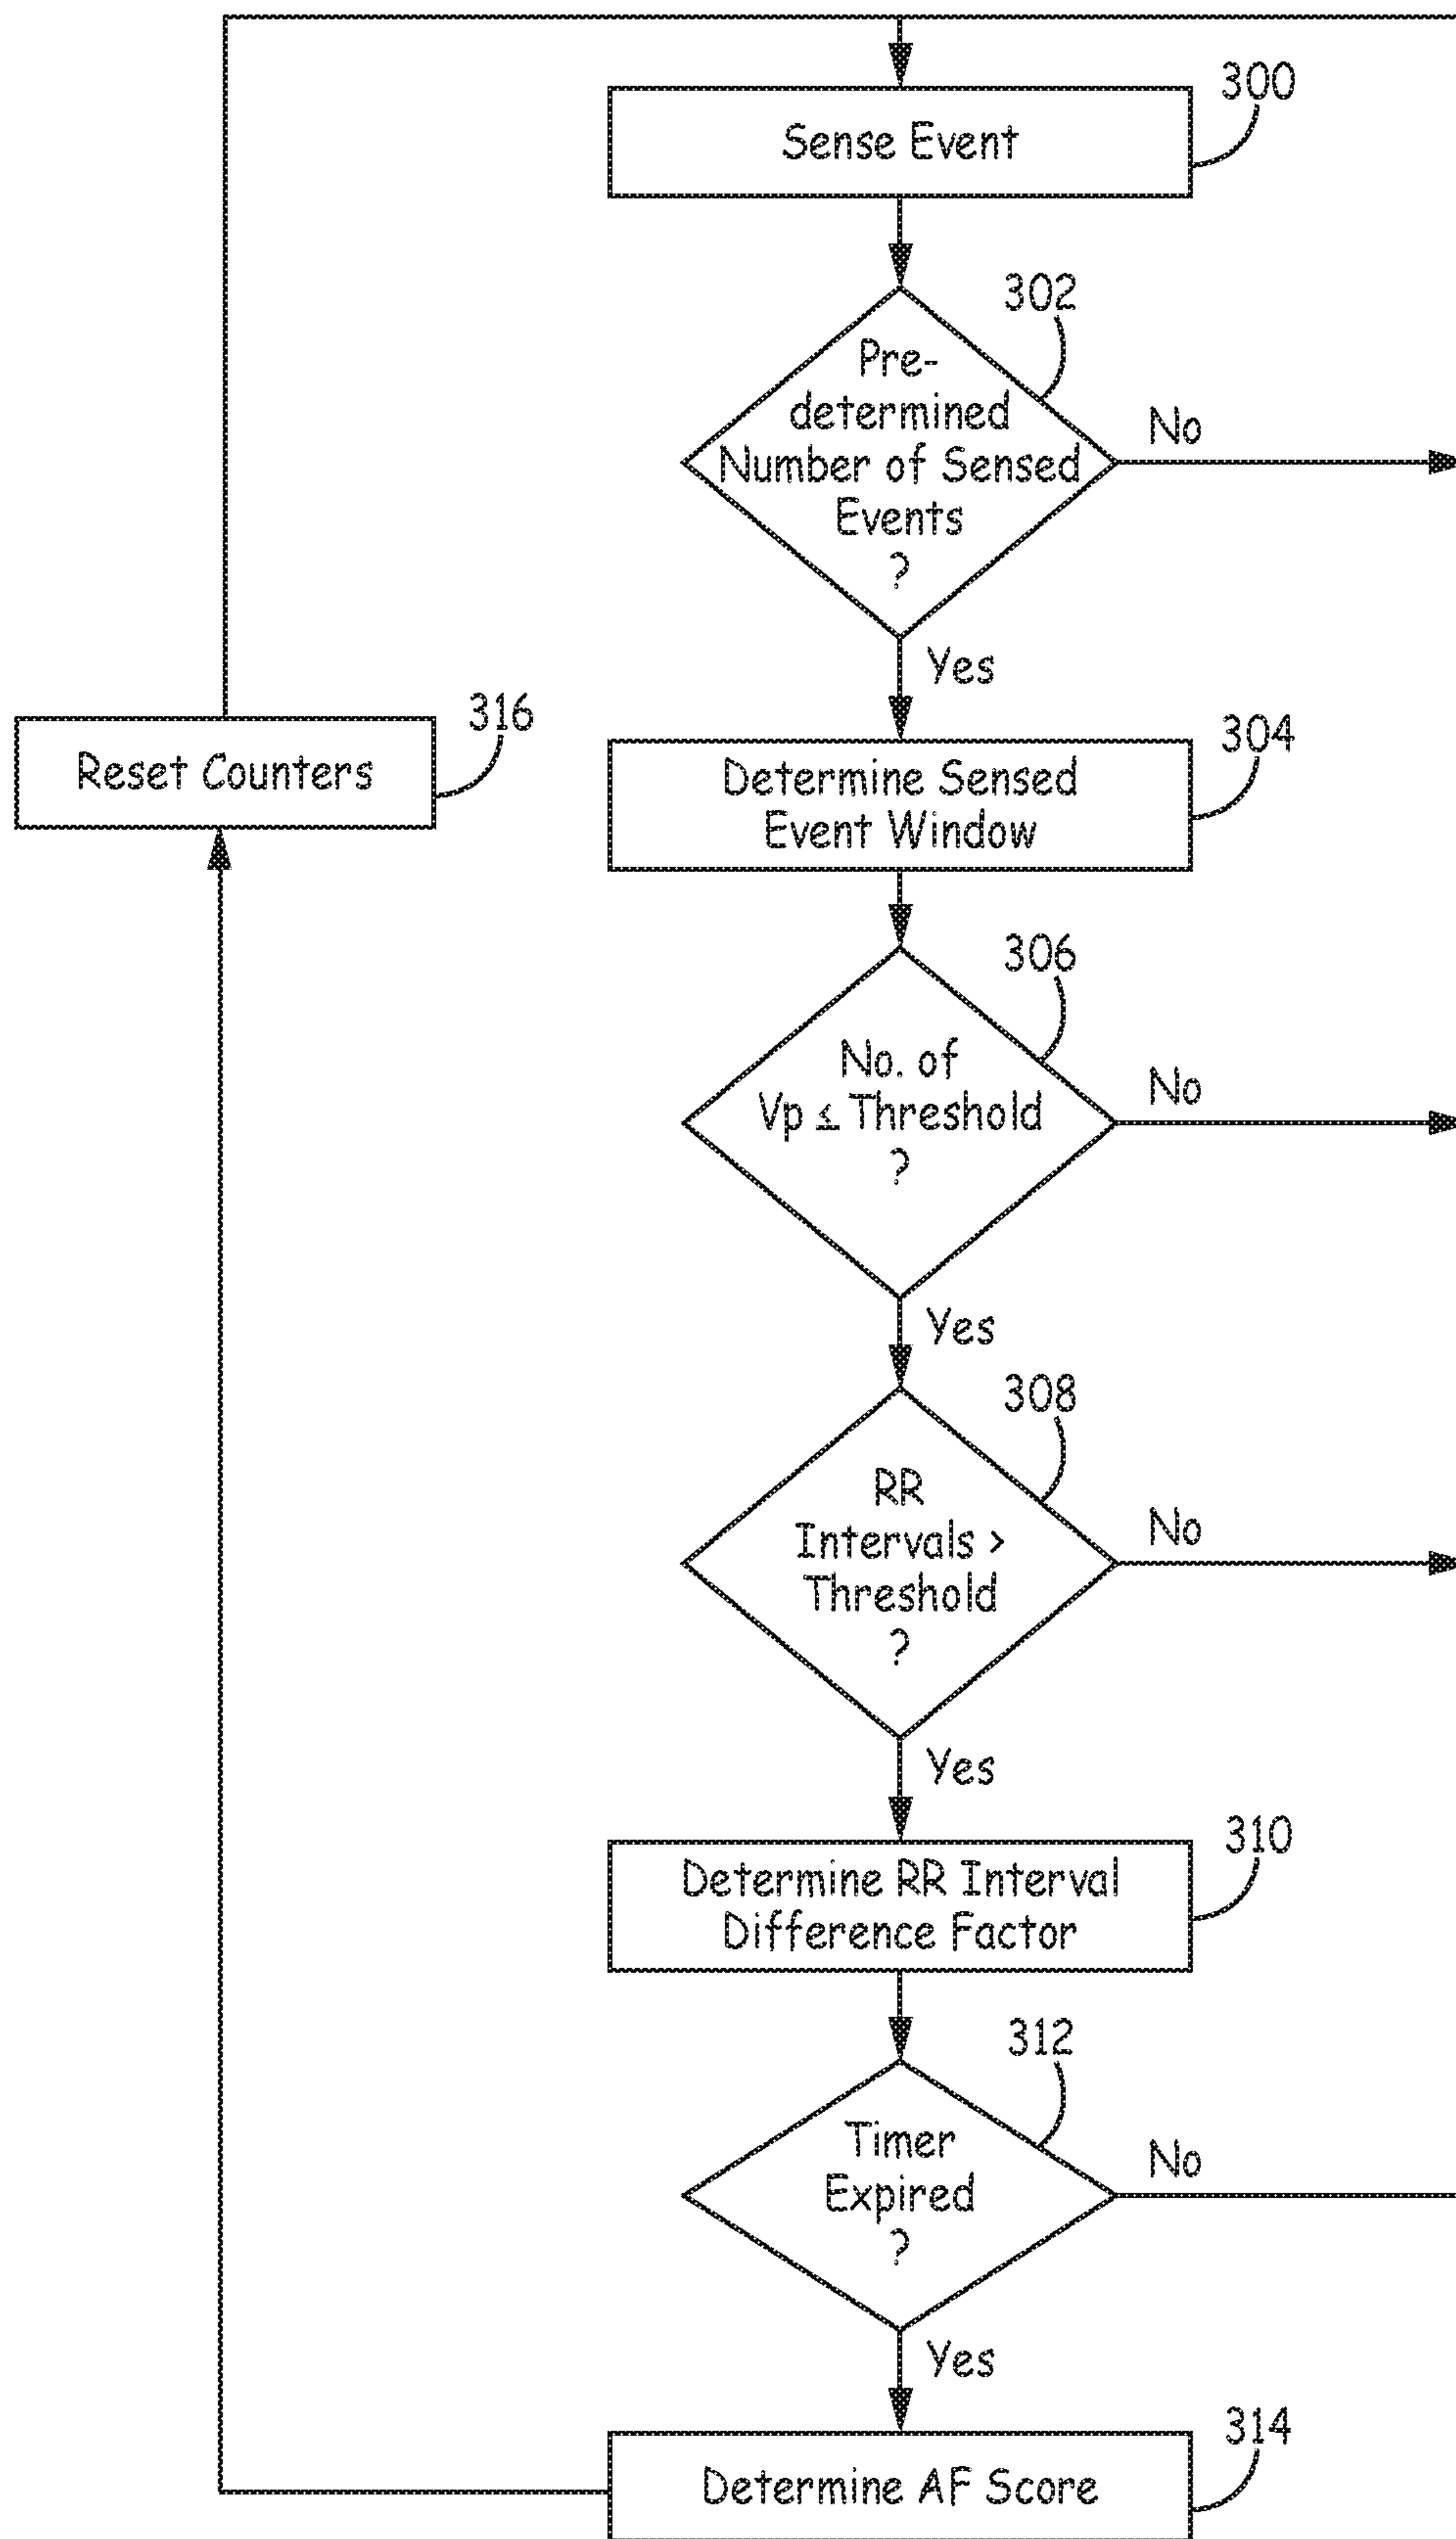 300
Sense Event
302
Pre-
determined
Number of Sensed
Events
?
No
Yes
316
Reset Counters
304
Determine Sensed
Event Window
306
No. of
Vp ≤ Threshold
?
No
Yes
308
RR
Intervals >
Threshold
?
No
Yes
310
Determine RR Interval
Difference Factor
312
Timer
Expired
?
No
Yes
314
Determine AF Score